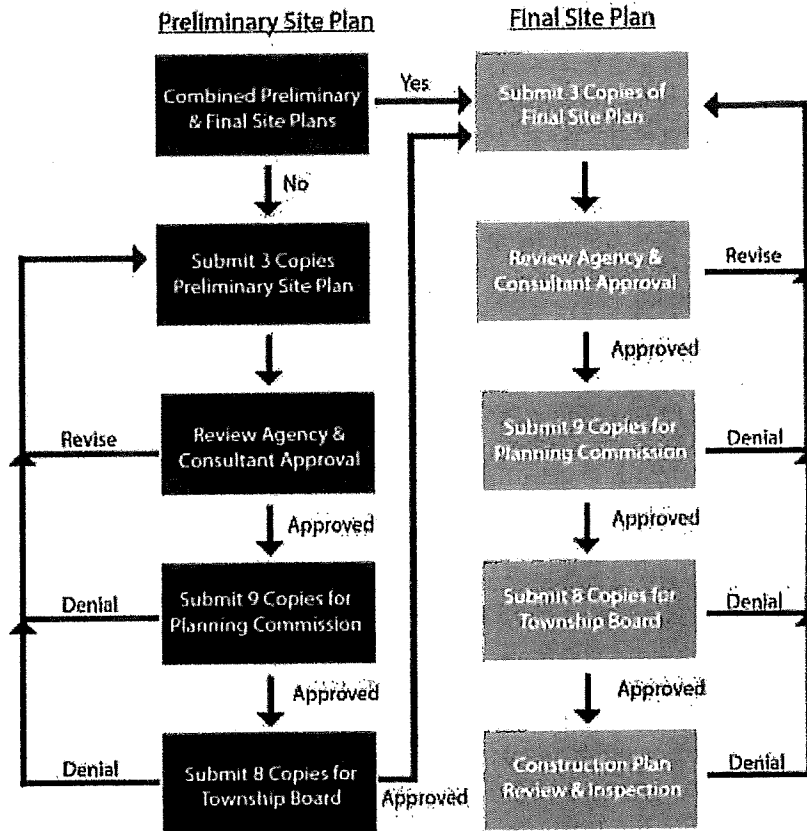 Preliminary Site Plan
Combined Preliminary
& Final Site Plans
Yes
No
Submit 3 Copies
Preliminary Site Plan
Review Agency &
Consultant Approval
Revise
Approved
Submit 9 Copies for
Planning Commission
Denial
Approved
Submit 8 Copies for
Township Board
Denial
Approved
Final Site Plan
Submit 3 Copies of
Final Site Plan
Review Agency &
Consultant Approval
Revise
Approved
Submit 9 Copies for
Planning Commission
Denial
Approved
Submit 8 Copies for
Township Board
Denial
Approved
Construction Plan
Review & Inspection
Denial